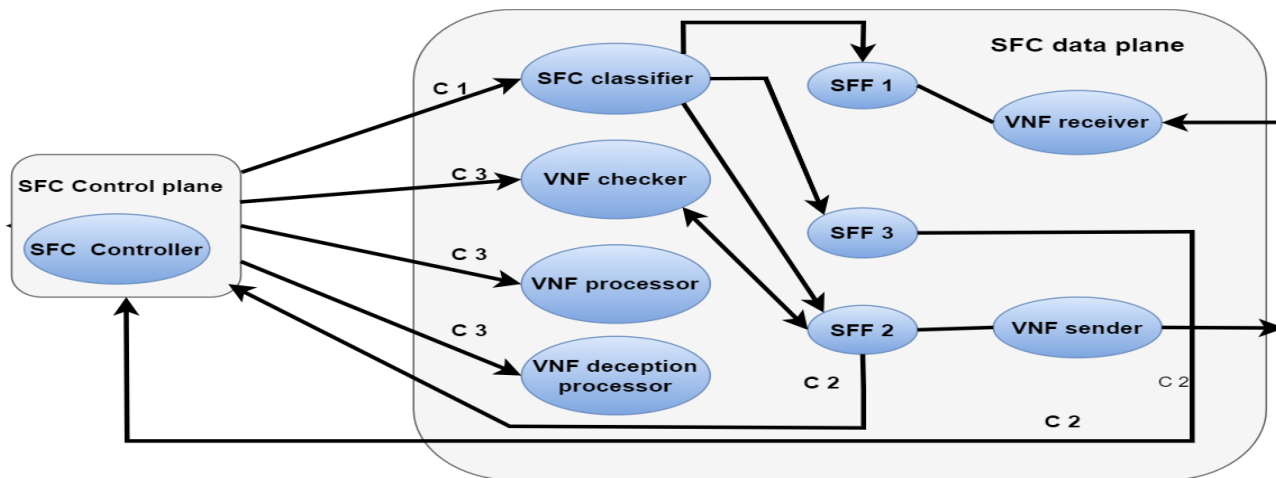 SFC data plane
SFC classifier
SFF 1
C 1
VNF receiver
C 3
VNF checker
SFC Control plane
SFF 3
SFC Controller
C 3
VNF processor
C 3
SFF 2
VNF sender
VNF deception
processor
C 2
C 2
C 2